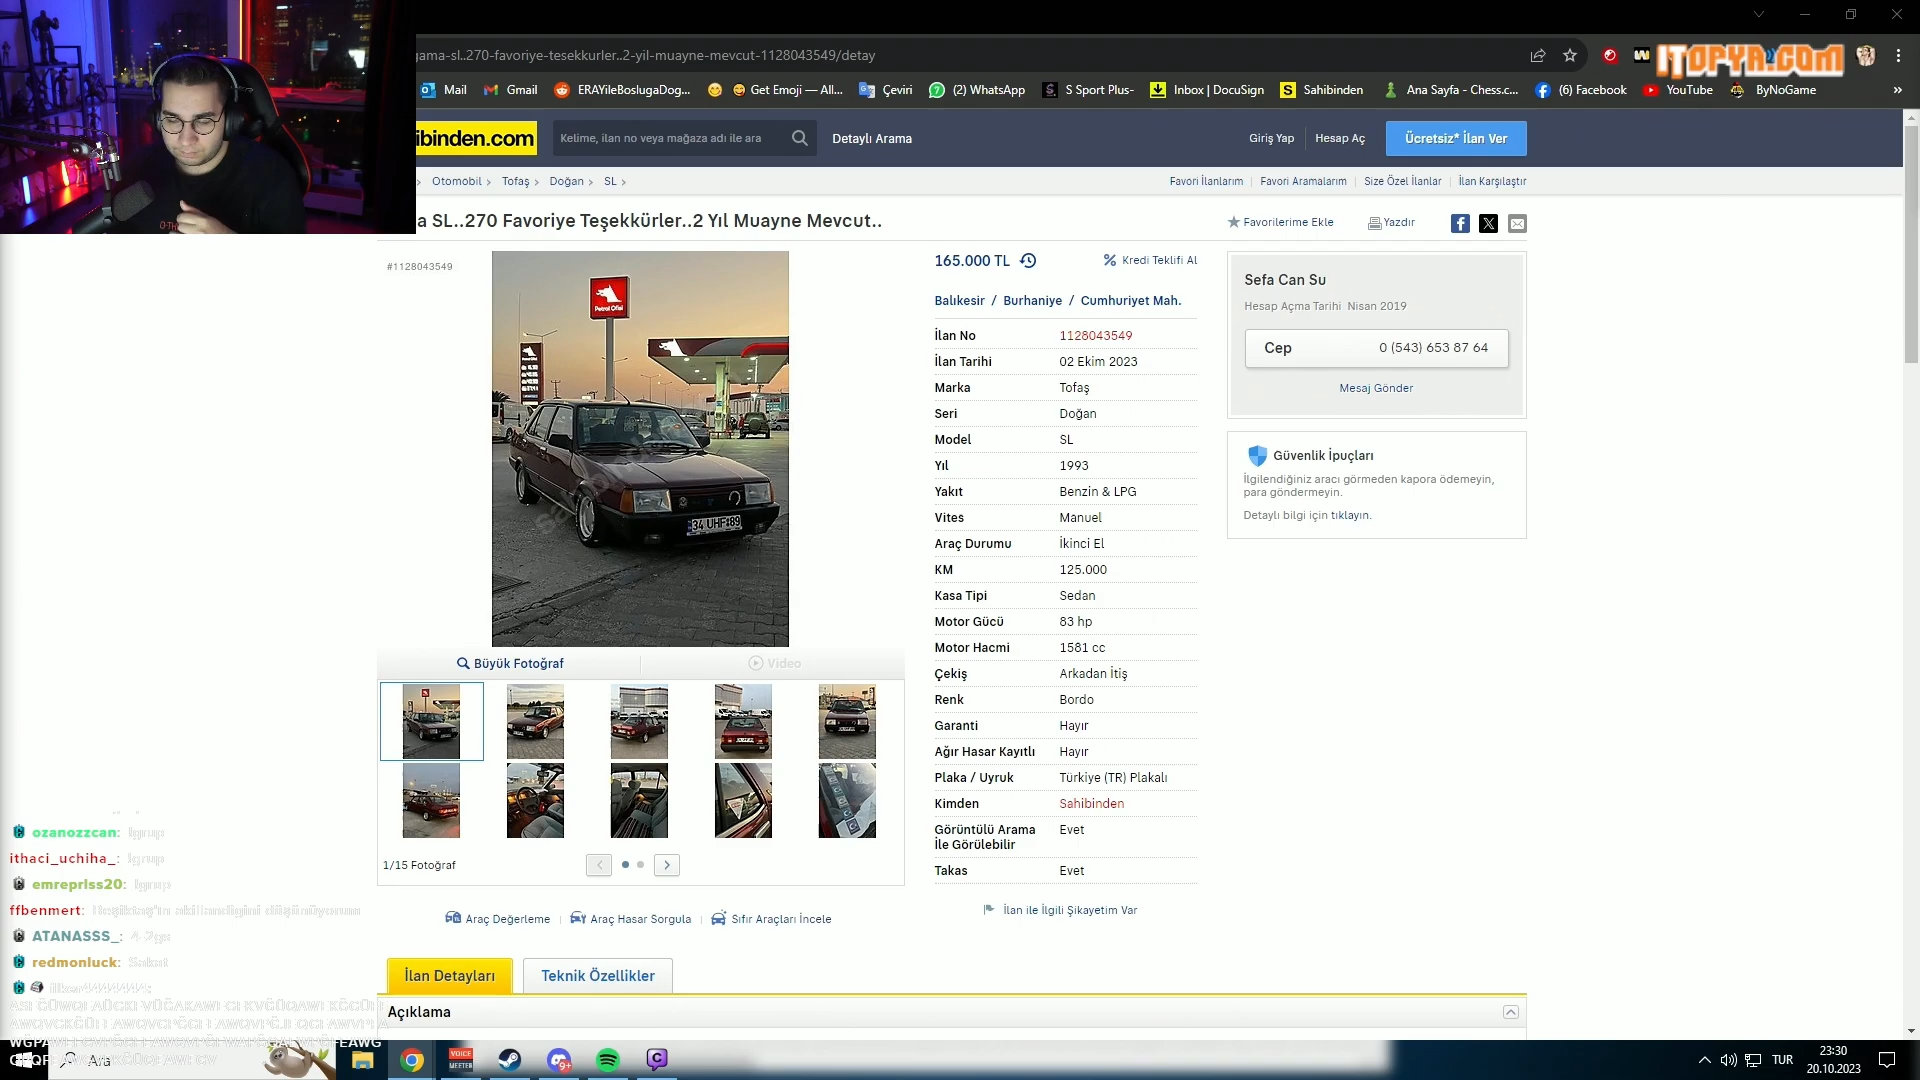 gama-sl..270-favoriye-tesekkurler..2-yil-muayne-mevcut-1128043549/detay
ITOPYA.COM
Mail
Gmail
ERAYileBoslugaDog...
Get Emoji — All...
Çeviri
(2) WhatsApp
S Sport Plus-
Inbox | DocuSign
Sahibinden
Ana Sayfa - Chess.c...
(6) Facebook
YouTube
ByNoGame
»
ibinden.com
Kelime, ilan no veya mağaza adı ile ara
Detaylı Arama
Giriş Yap
Hesap Aç
Ücretsiz* İlan Ver
Otomobil
Tofaş
Doğan
SL
Favori İlanlarım
Favori Aramalarım
Size Özel İlanlar
İlan Karşılaştır
a SL..270 Favoriye Teşekkürler..2 Yıl Muayne Mevcut..
Favorilerime Ekle
Yazdır
#1128043549
Petrol Ofisi
34 UHF 89
165.000 TL
Kredi Teklifi Al
Balıkesir / Burhaniye / Cumhuriyet Mah.
İlan No 1128043549
İlan Tarihi 02 Ekim 2023
Marka Tofaş
Seri Doğan
Model SL
Yıl 1993
Yakıt Benzin & LPG
Vites Manuel
Araç Durumu İkinci El
KM 125.000
Kasa Tipi Sedan
Motor Gücü 83 hp
Motor Hacmi 1581 cc
Çekiş Arkadan İtiş
Renk Bordo
Garanti Hayır
Ağır Hasar Kayıtlı Hayır
Plaka / Uyruk Türkiye (TR) Plakalı
Kimden Sahibinden
Görüntülü Arama Evet
İle Görülebilir
Takas Evet
İlan ile İlgili Şikayetim Var
Sefa Can Su
Hesap Açma Tarihi Nisan 2019
Cep 0 (543) 653 87 64
Mesaj Gönder
Güvenlik İpuçları
İlgilendiğiniz aracı görmeden kapora ödemeyin,
para göndermeyin.
Detaylı bilgi için tıklayın.
Büyük Fotoğraf
Video
1/15 Fotoğraf
Araç Değerleme
Araç Hasar Sorgula
Sıfır Araçları İncele
İlan Detayları
Teknik Özellikler
Açıklama
ozanozzcan:
ithaci_uchiha_:
emreprlss20:
ffbenmert:
ATANASSS_:
redmonluck:
Ara
VOICE
MEETER
9+
TUR
23:30
20.10.2023